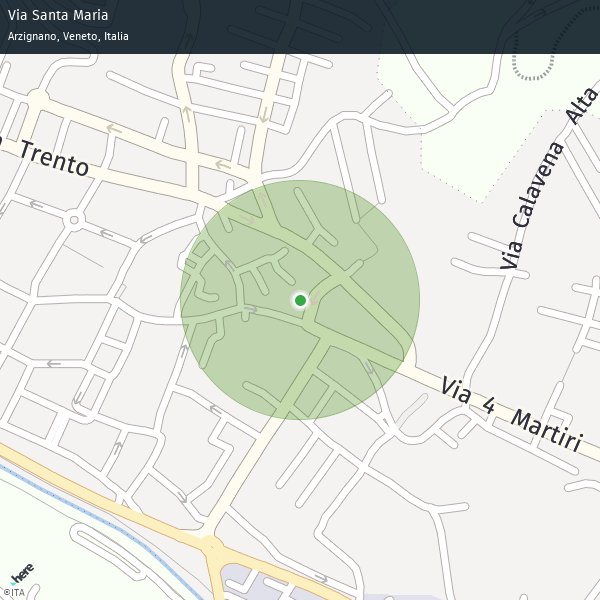 Via Santa Maria
Arzignano, Veneto, Italia
Trento
Via Calavena Alta
Via 4 Martiri
here
©ITA